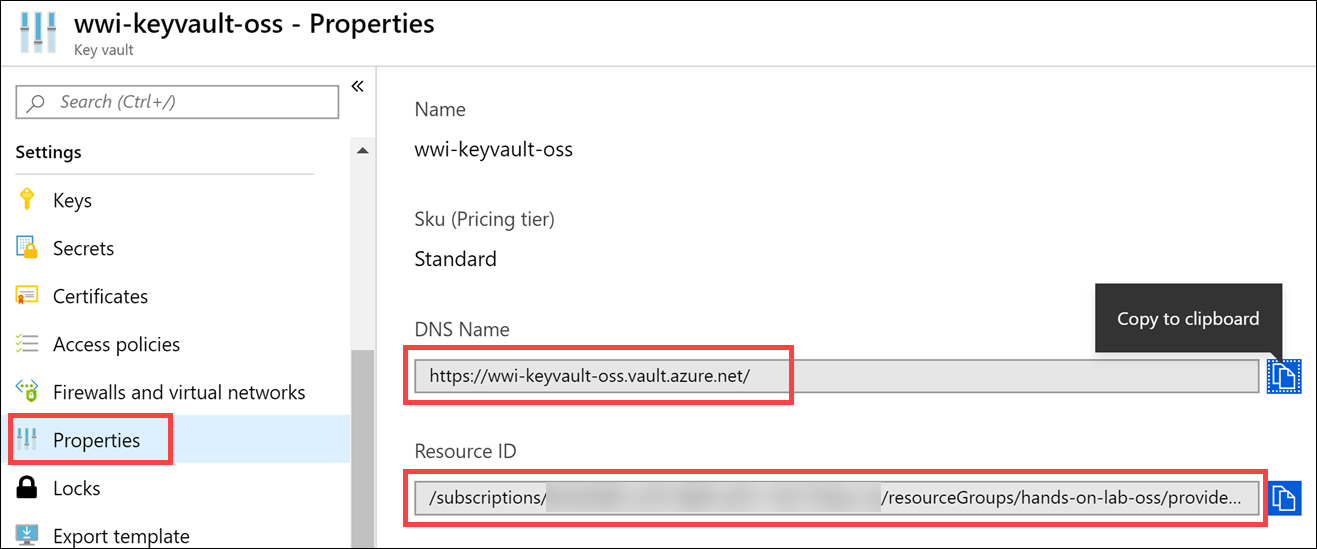 wwi-keyvault-oss - Properties
Key vault
Search (Ctrl+/)
«
Settings
Keys
Secrets
Certificates
Access policies
Firewalls and virtual networks
Properties
Locks
Export template
Name
wwi-keyvault-oss
Sku (Pricing tier)
Standard
DNS Name
Copy to clipboard
https://wwi-keyvault-oss.vault.azure.net/
Resource ID
/subscriptions/ /resourceGroups/hands-on-lab-oss/provide...